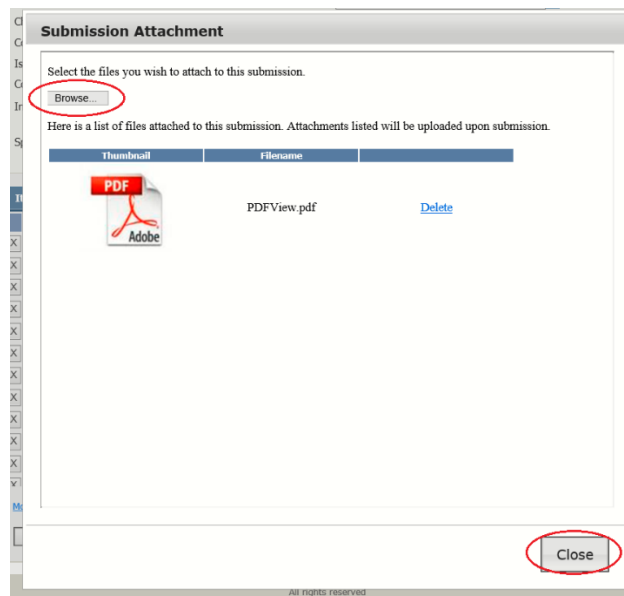 Submission Attachment
Select the files you wish to attach to this submission.
Browse...
Here is a list of files attached to this submission. Attachments listed will be uploaded upon submission.
Thumbnail Filename
PDF
Adobe
PDFView.pdf Delete
X
X
X
X
X
X
X
X
X
X
X
Close
All rights reserved